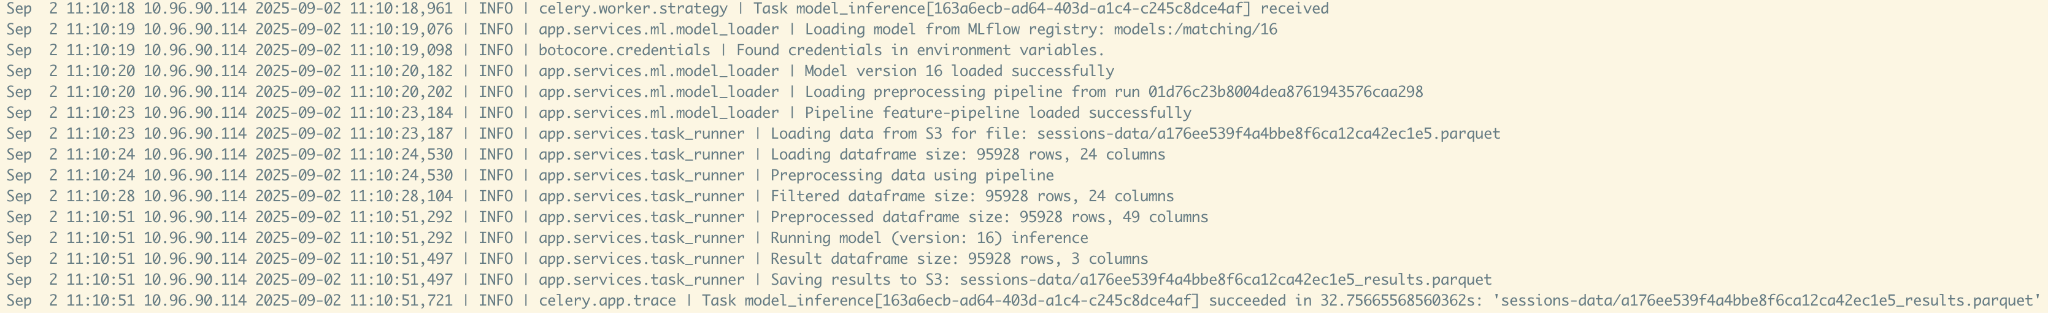 Sep  2 11:10:18 10.96.90.114 2025-09-02 11:10:18,961 | INFO | celery.worker.strategy | Task model_inference[163a6ecb-ad64-403d-a1c4-c245c8dce4af] received
Sep  2 11:10:19 10.96.90.114 2025-09-02 11:10:19,076 | INFO | app.services.ml.model_loader | Loading model from MLflow registry: models:/matching/16
Sep  2 11:10:19 10.96.90.114 2025-09-02 11:10:19,098 | INFO | botocore.credentials | Found credentials in environment variables.
Sep  2 11:10:20 10.96.90.114 2025-09-02 11:10:20,182 | INFO | app.services.ml.model_loader | Model version 16 loaded successfully
Sep  2 11:10:20 10.96.90.114 2025-09-02 11:10:20,202 | INFO | app.services.ml.model_loader | Loading preprocessing pipeline from run 01d76c23b8004dea8761943576caa298
Sep  2 11:10:23 10.96.90.114 2025-09-02 11:10:23,184 | INFO | app.services.ml.model_loader | Pipeline feature-pipeline loaded successfully
Sep  2 11:10:23 10.96.90.114 2025-09-02 11:10:23,187 | INFO | app.services.task_runner | Loading data from S3 for file: sessions-data/a176ee539f4a4bbe8f6ca12ca42ec1e5.parquet
Sep  2 11:10:24 10.96.90.114 2025-09-02 11:10:24,530 | INFO | app.services.task_runner | Loading dataframe size: 95928 rows, 24 columns
Sep  2 11:10:24 10.96.90.114 2025-09-02 11:10:24,530 | INFO | app.services.task_runner | Preprocessing data using pipeline
Sep  2 11:10:28 10.96.90.114 2025-09-02 11:10:28,104 | INFO | app.services.task_runner | Filtered dataframe size: 95928 rows, 24 columns
Sep  2 11:10:51 10.96.90.114 2025-09-02 11:10:51,292 | INFO | app.services.task_runner | Preprocessed dataframe size: 95928 rows, 49 columns
Sep  2 11:10:51 10.96.90.114 2025-09-02 11:10:51,292 | INFO | app.services.task_runner | Running model (version: 16) inference
Sep  2 11:10:51 10.96.90.114 2025-09-02 11:10:51,497 | INFO | app.services.task_runner | Result dataframe size: 95928 rows, 3 columns
Sep  2 11:10:51 10.96.90.114 2025-09-02 11:10:51,497 | INFO | app.services.task_runner | Saving results to S3: sessions-data/a176ee539f4a4bbe8f6ca12ca42ec1e5_results.parquet
Sep  2 11:10:51 10.96.90.114 2025-09-02 11:10:51,721 | INFO | celery.app.trace | Task model_inference[163a6ecb-ad64-403d-a1c4-c245c8dce4af] succeeded in 32.75665568560362s: 'sessions-data/a176ee539f4a4bbe8f6ca12ca42ec1e5_results.parquet'